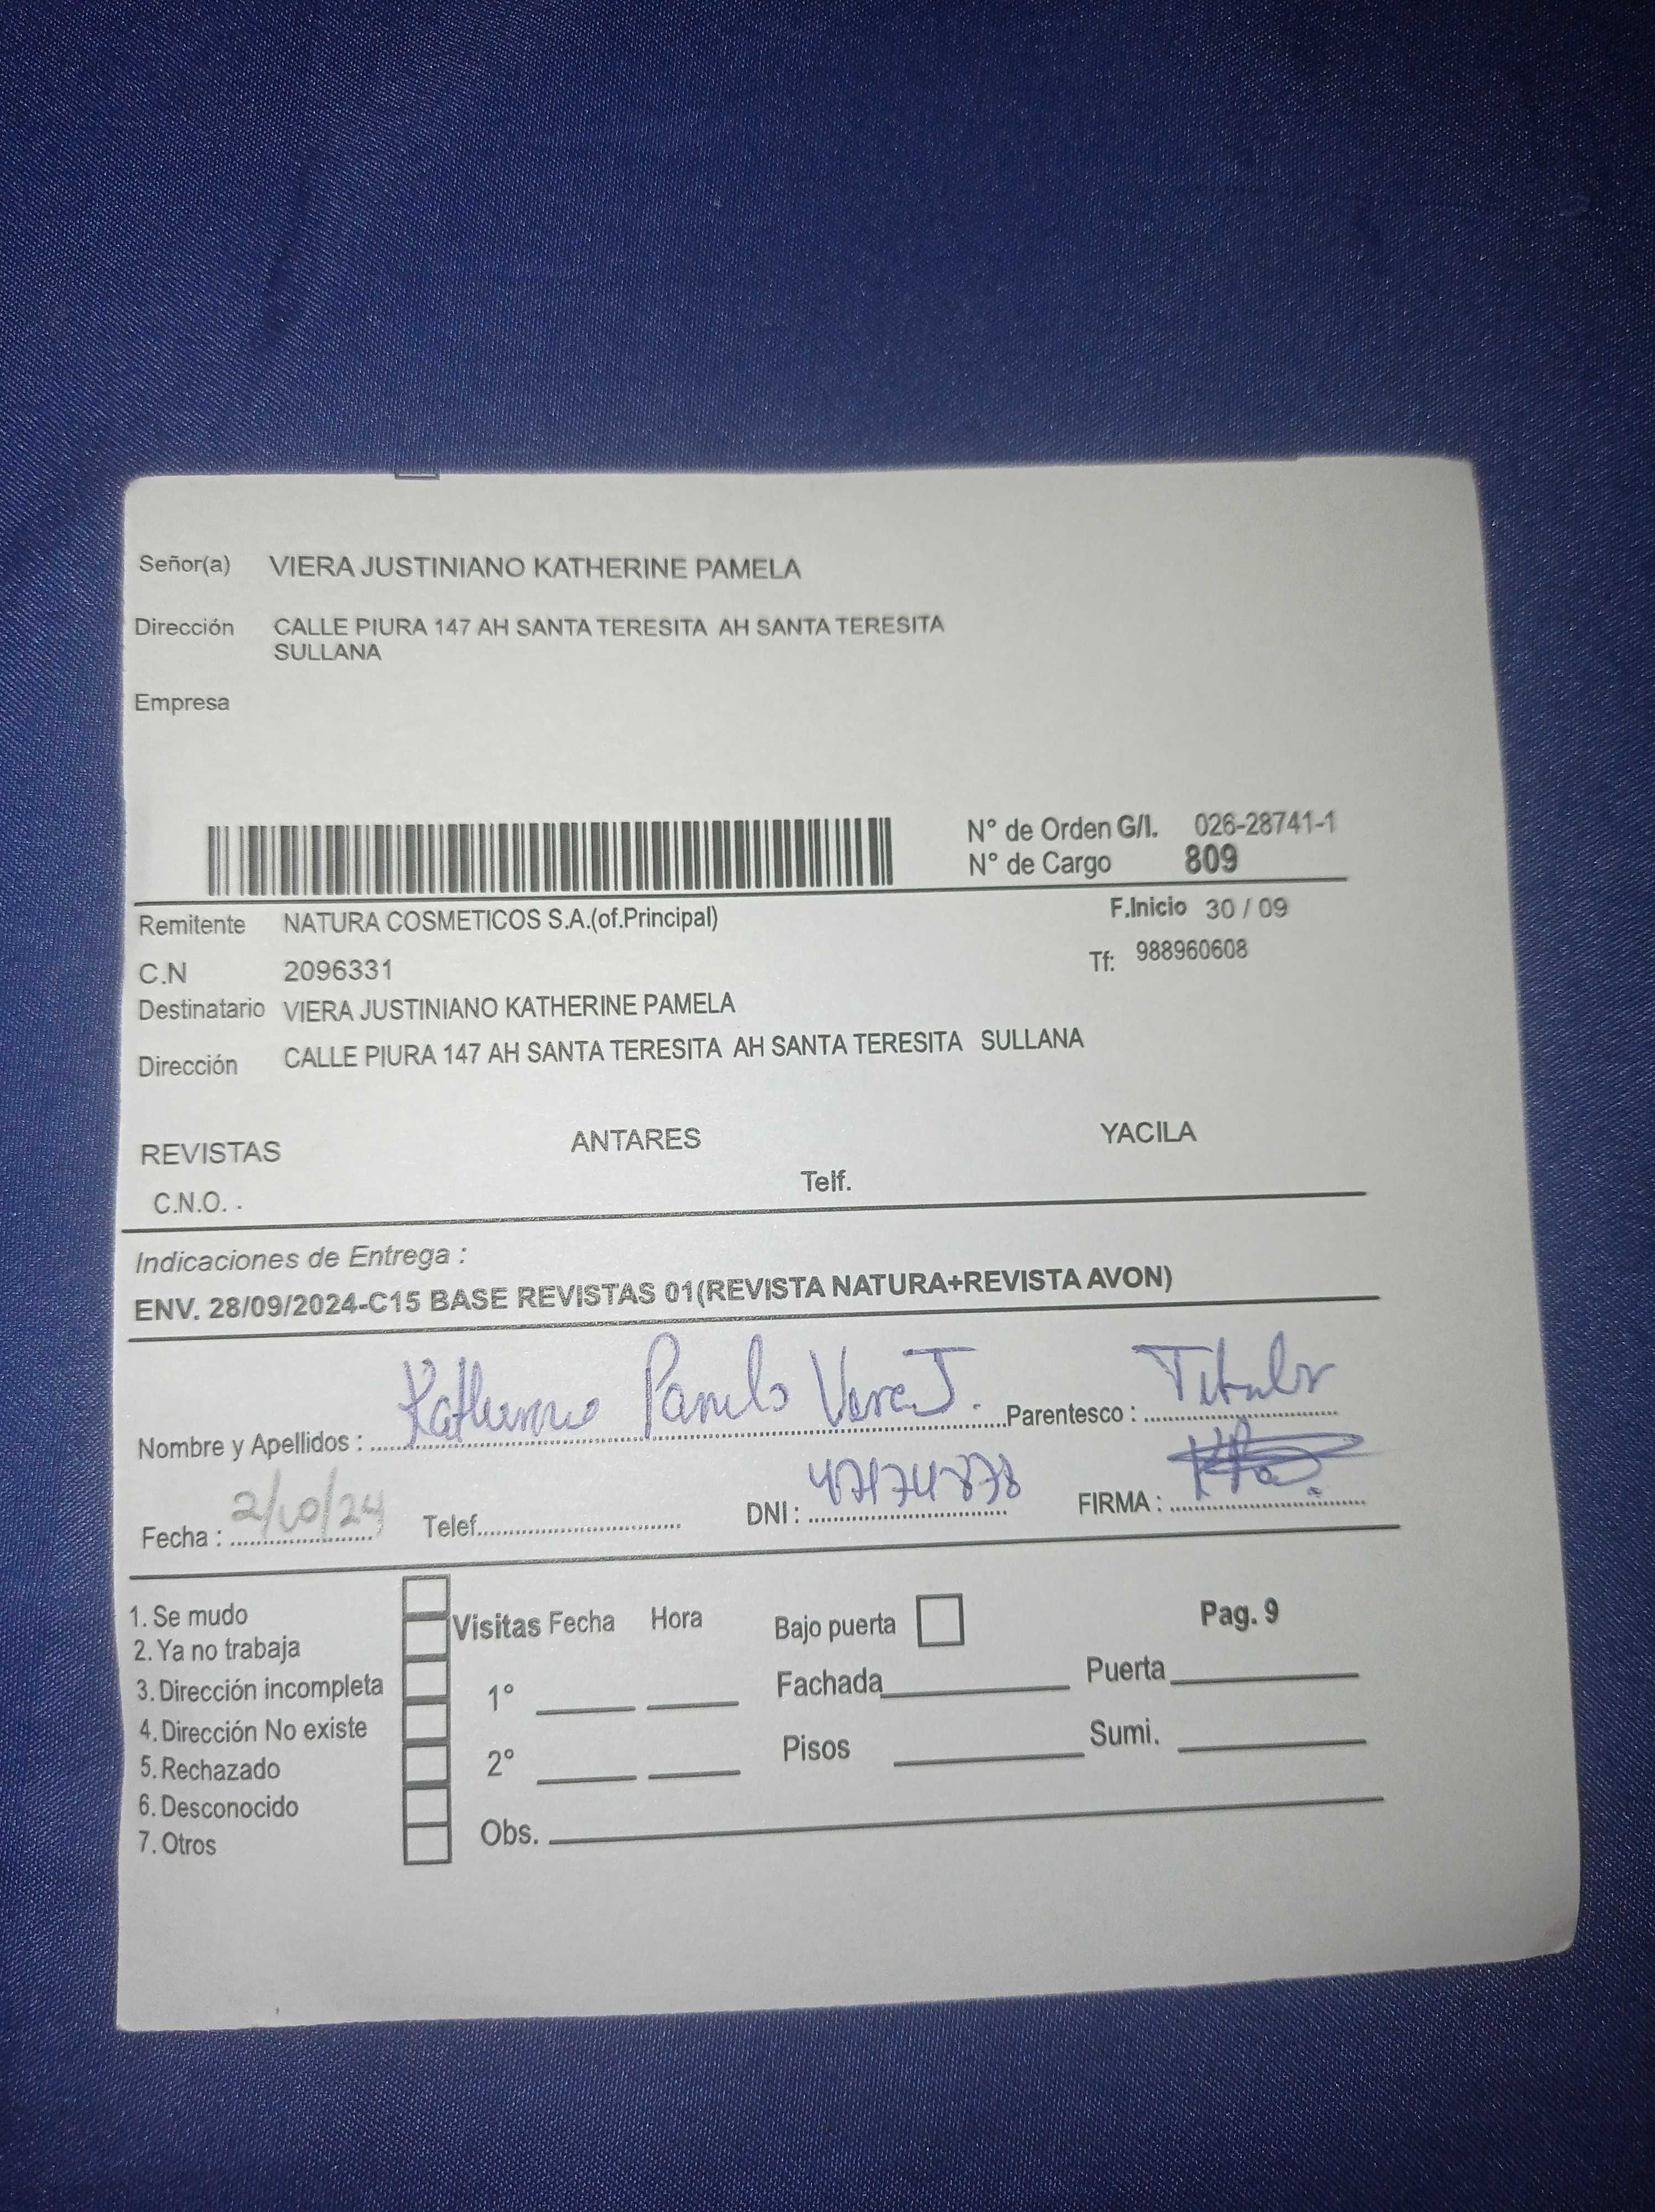 Señor(a) VIERA JUSTINIANO KATHERINE PAMELA
Dirección CALLE PIURA 147 AH SANTA TERESITA AH SANTA TERESITA
SULLANA
Empresa
N° de Orden G/I. 026-28741-1
N° de Cargo 809
Remitente NATURA COSMETICOS S.A.(of.Principal) F.Inicio 30 / 09
C.N 2096331 Tf: 988960608
Destinatario VIERA JUSTINIANO KATHERINE PAMELA
Dirección CALLE PIURA 147 AH SANTA TERESITA AH SANTA TERESITA SULLANA
REVISTAS ANTARES YACILA
C.N.O. . Telf.
Indicaciones de Entrega :
ENV. 28/09/2024-C15 BASE REVISTAS 01(REVISTA NATURA+REVISTA AVON)
Nombre y Apellidos : Katherine Pamela Viera J. Parentesco : Titular
Fecha : 2/10/24 Telef. DNI : 47174878 FIRMA :
1. Se mudo
2. Ya no trabaja
3. Dirección incompleta
4. Dirección No existe
5. Rechazado
6. Desconocido
7. Otros
Visitas Fecha Hora Bajo puerta Pag. 9
1° Fachada Puerta
2° Pisos Sumi.
Obs.